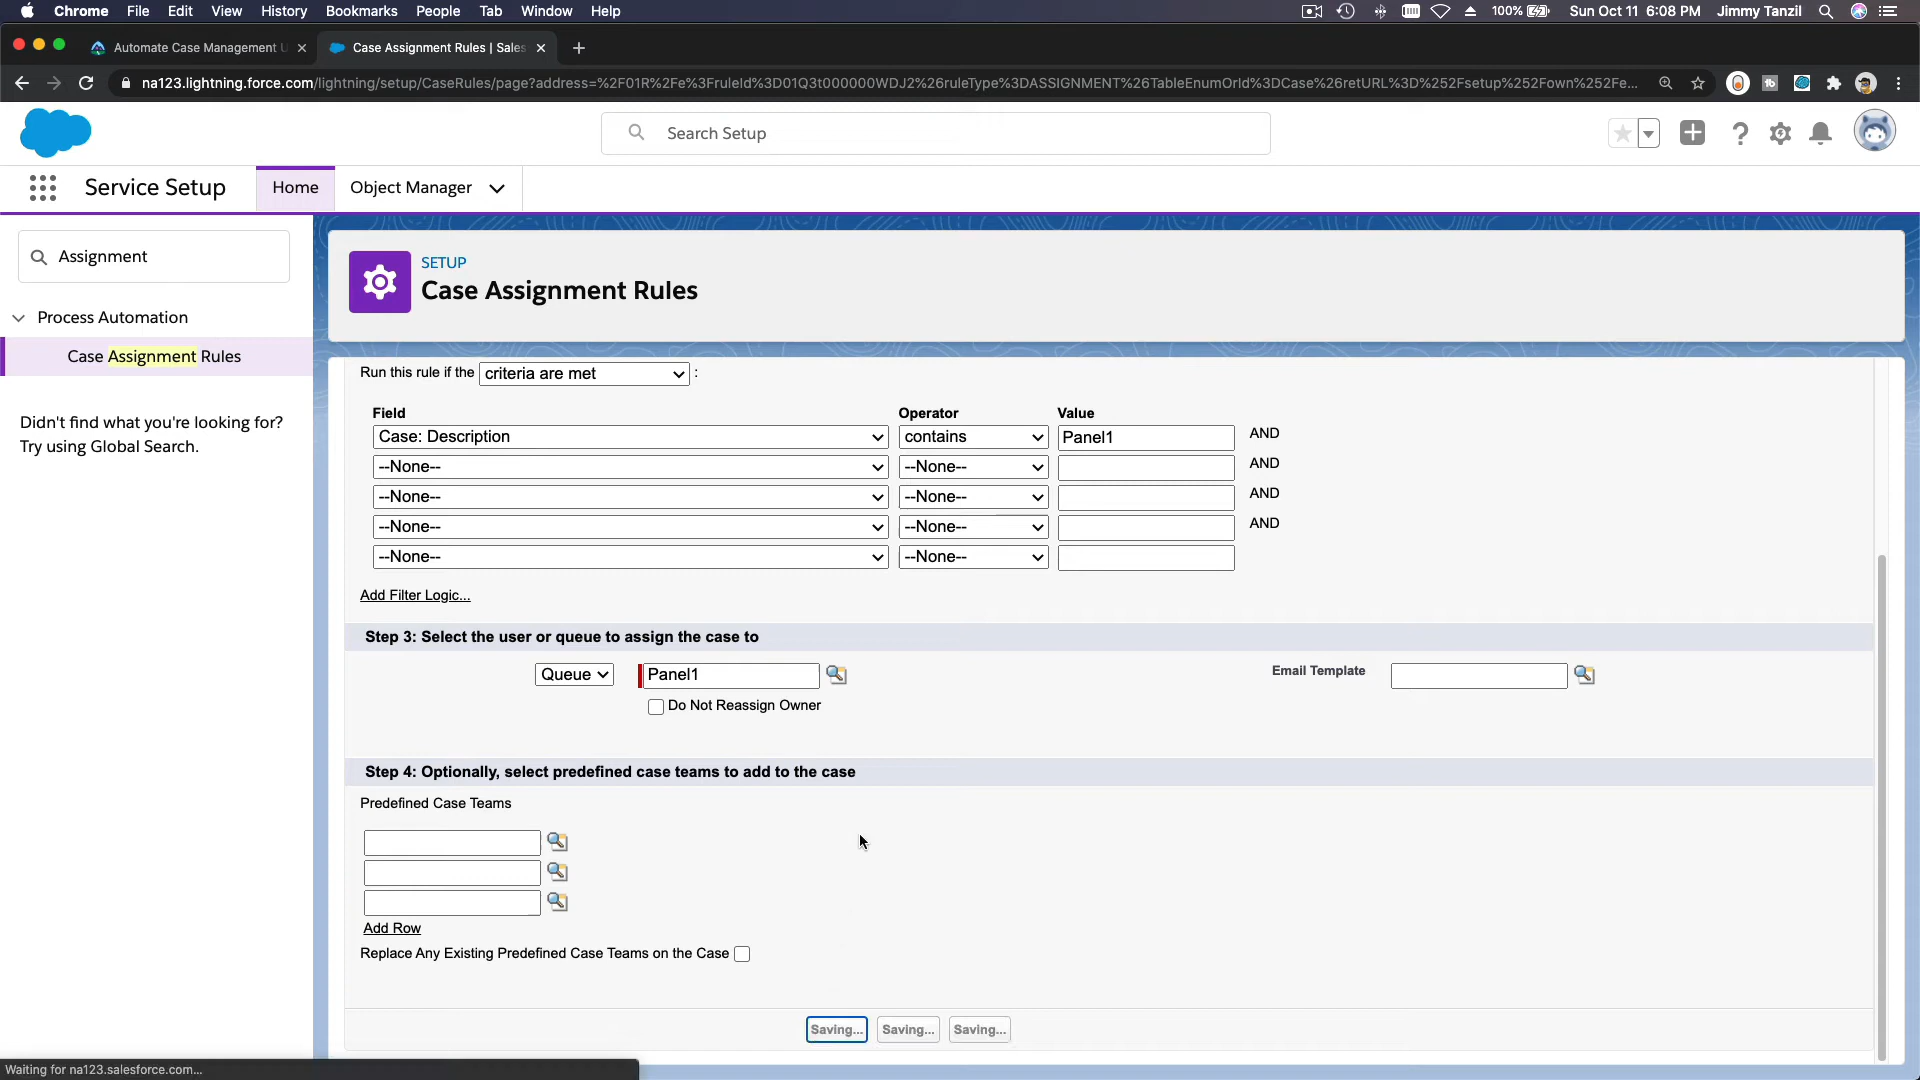 Chrome File Edit View History Bookmarks People Tab Window Help 100% Sun Oct 11 6:08 PM Jimmy Tanzil
Automate Case Management U
Case Assignment Rules | Sales
na123.lightning.force.com/lightning/setup/CaseRules/page?address=%2F01R%2Fe%3FruleId%3D01Q3t000000WDJ2%26ruleType%3DASSIGNMENT%26TableEnumOrId%3DCase%26retURL%3D%252Fsetup%252Fown%252Fe...
Search Setup
Service Setup
Home
Object Manager
Assignment
Process Automation
Case Assignment Rules
Didn't find what you're looking for?
Try using Global Search.
SETUP
Case Assignment Rules
Run this rule if the criteria are met :
Field Operator Value
Case: Description contains Panel1 AND
--None-- --None-- AND
--None-- --None-- AND
--None-- --None-- AND
--None-- --None--
Add Filter Logic...
Step 3: Select the user or queue to assign the case to
Queue Panel1 Email Template
Do Not Reassign Owner
Step 4: Optionally, select predefined case teams to add to the case
Predefined Case Teams
Add Row
Replace Any Existing Predefined Case Teams on the Case
Saving... Saving... Saving...
Waiting for na123.salesforce.com...